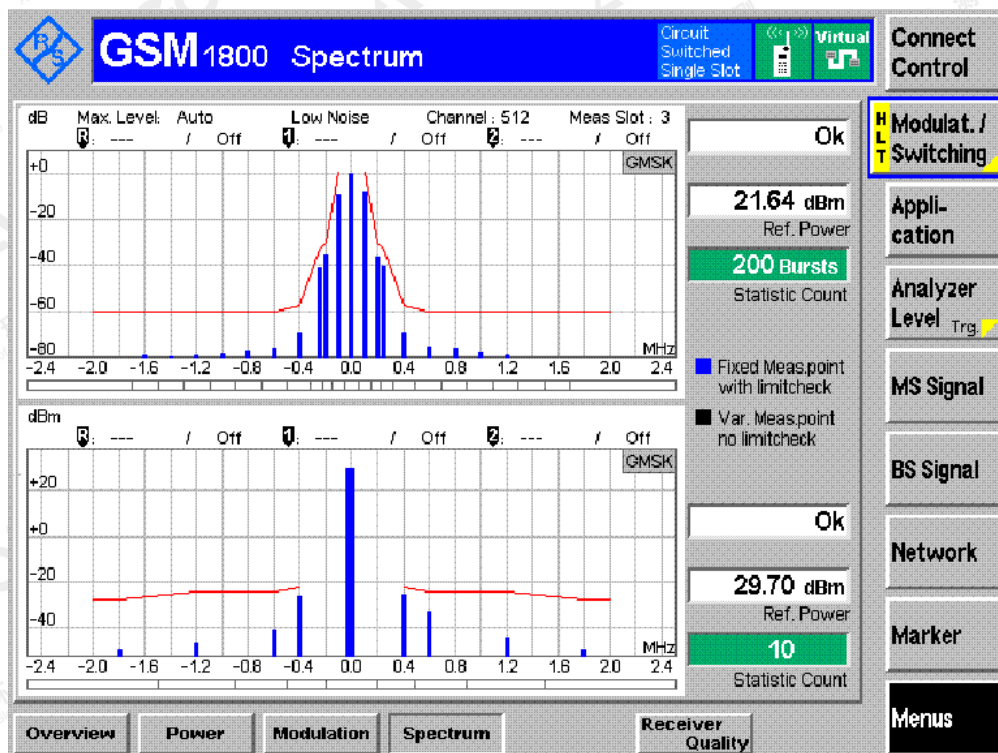 R/S
GSM 1800 Spectrum
Circuit
Switched
Single Slot
Virtual
Connect
Control
dB Max. Level: Auto Low Noise Channel : 512 Meas Slot : 3
R: --- / Off 1: --- / Off 2: --- / Off
GMSK
+0
-20
-40
-60
-80
MHz
-2.4 -2.0 -1.6 -1.2 -0.8 -0.4 0.0 0.4 0.8 1.2 1.6 2.0 2.4
Ok
21.64 dBm
Ref. Power
200 Bursts
Statistic Count
Fixed Meas.point
with limitcheck
Var. Meas.point
no limitcheck
dBm
R: --- / Off 1: --- / Off 2: --- / Off
GMSK
+20
+0
-20
-40
MHz
-2.4 -2.0 -1.6 -1.2 -0.8 -0.4 0.0 0.4 0.8 1.2 1.6 2.0 2.4
Ok
29.70 dBm
Ref. Power
10
Statistic Count
HLT
Modulat. /
Switching
Appli-
cation
Analyzer
Level Trg.
MS Signal
BS Signal
Network
Marker
Menus
Overview Power Modulation Spectrum Receiver
Quality